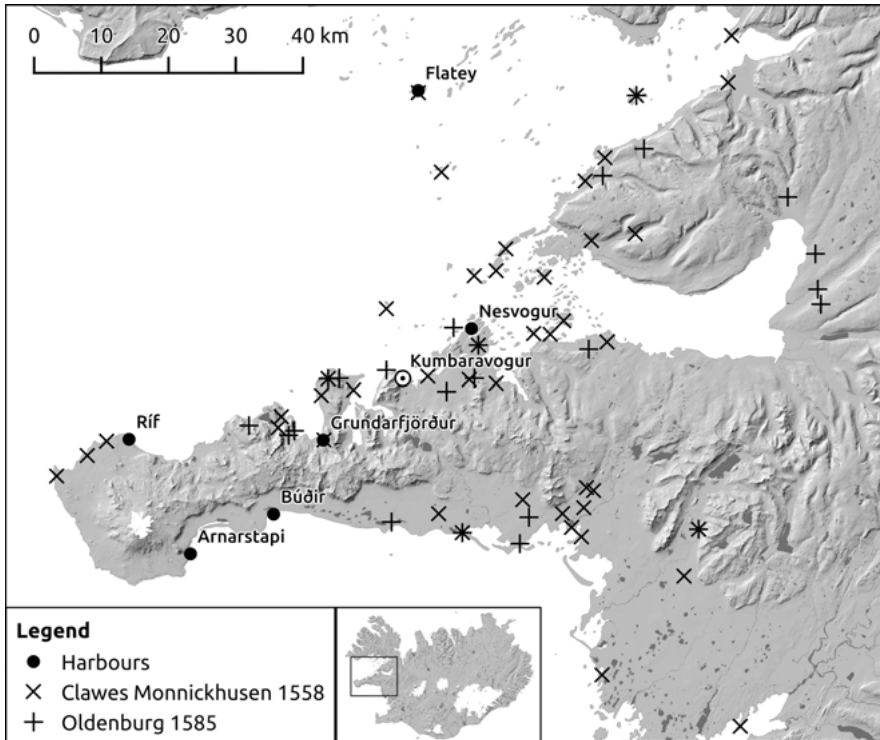 0 10 20 30 40 km
Flatey
Nesvogur
Kumbaravogur
Ríf
Grundarfjörður
Búðir
Arnarstapi
Legend
Harbours
Clawes Monnickhusen 1558
Oldenburg 1585